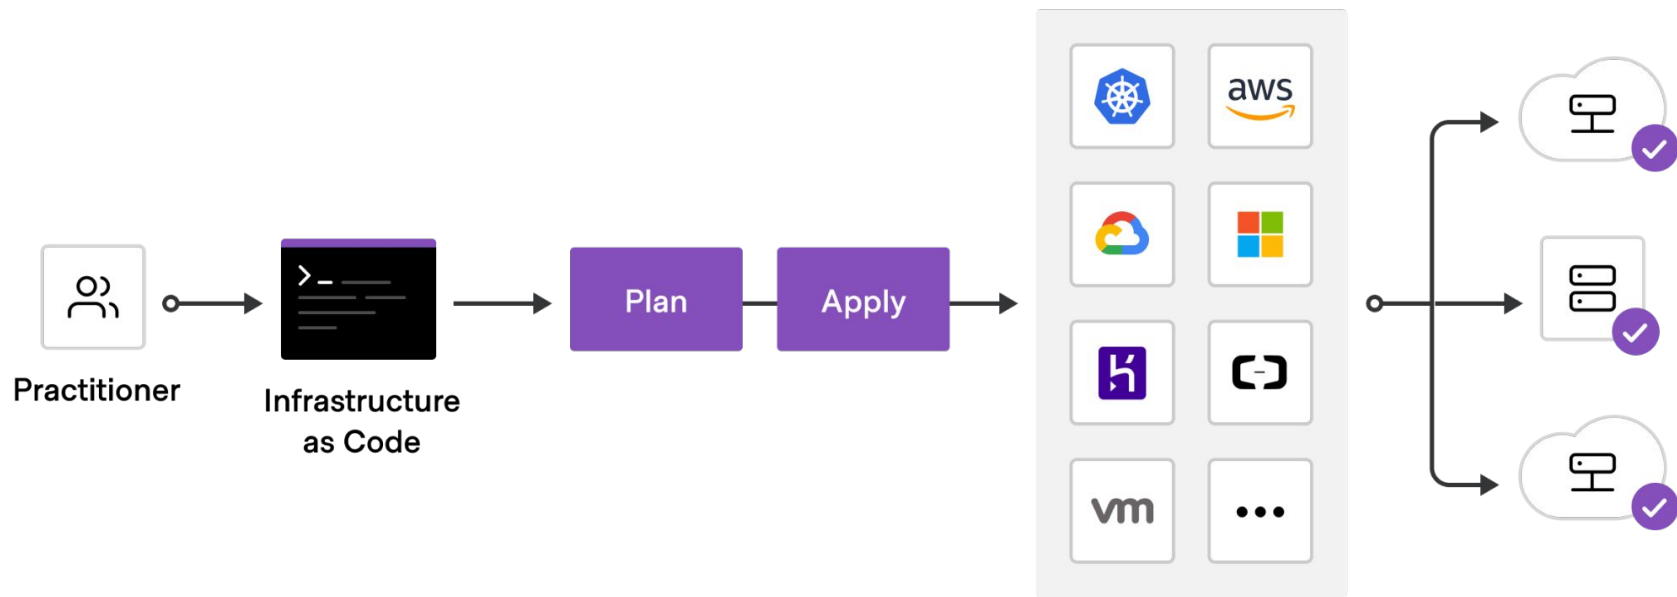 Practitioner
Infrastructure
as Code
Plan
Apply
aws
vm